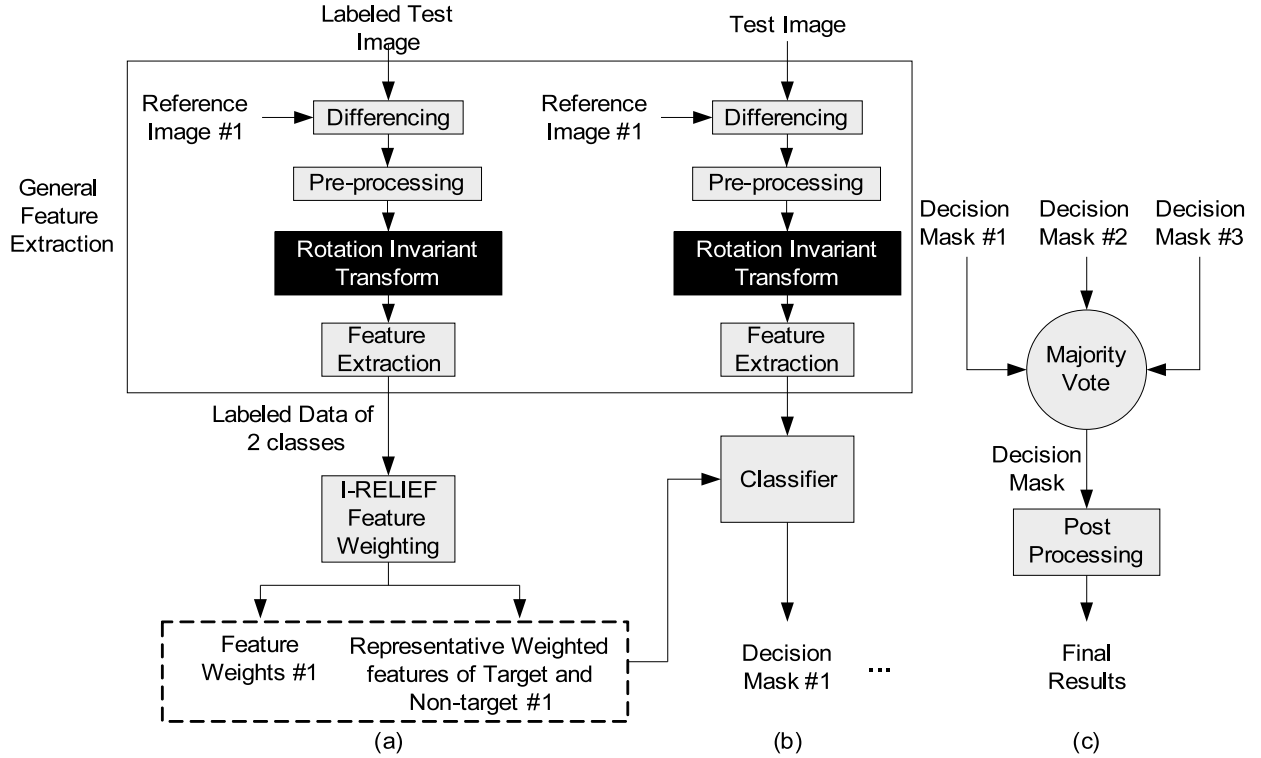 Labeled Test
Image
Test Image
General
Feature
Extraction
Reference
Image #1
Differencing
Pre-processing
Rotation Invariant
Transform
Feature
Extraction
Reference
Image #1
Differencing
Pre-processing
Rotation Invariant
Transform
Feature
Extraction
Labeled Data of
2 classes
I-RELIEF
Feature
Weighting
Feature
Weights #1
Representative Weighted
features of Target and
Non-target #1
(a)
Classifier
Decision
Mask #1
...
(b)
Decision
Mask #1
Decision
Mask #2
Decision
Mask #3
Majority
Vote
Decision
Mask
Post
Processing
Final
Results
(c)